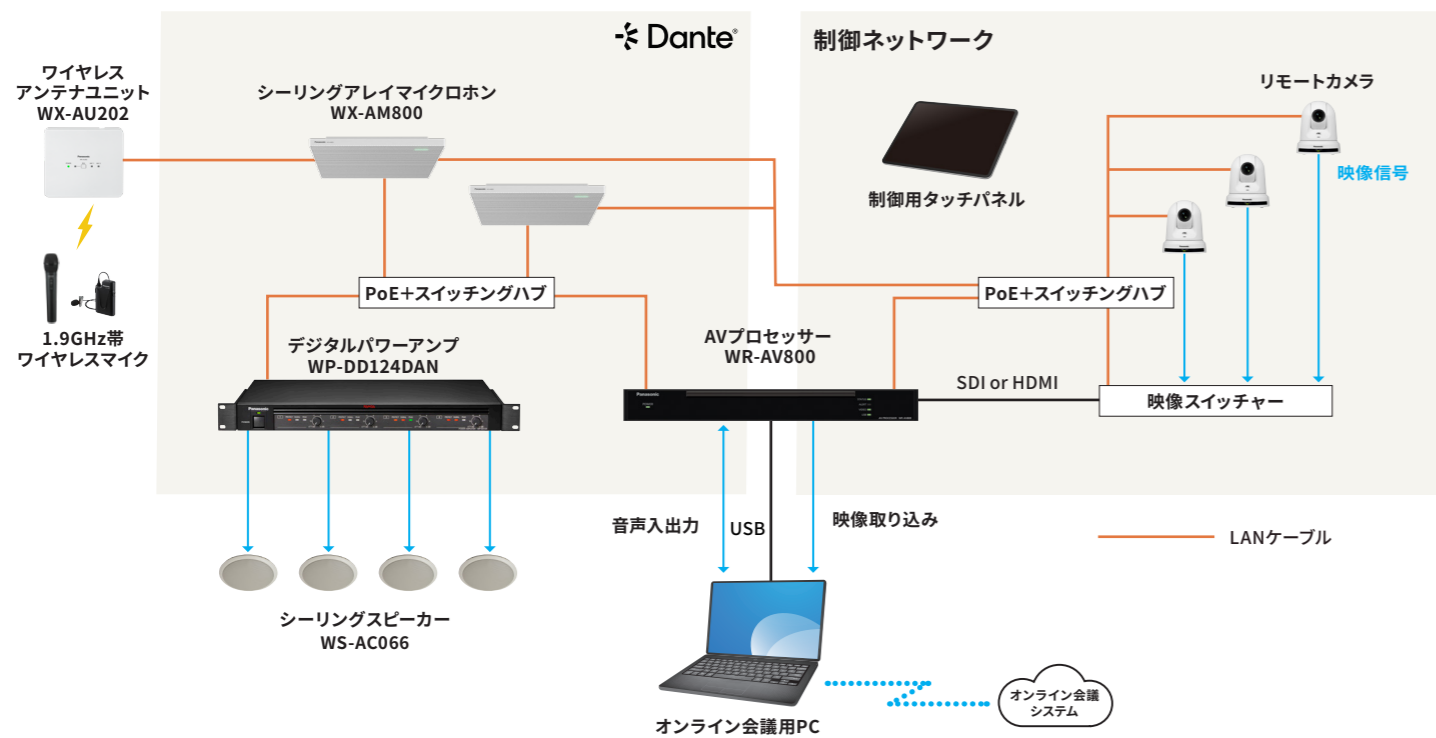 Dante®
制御ネットワーク
ワイヤレス
アンテナユニット
WX-AU202
シーリングアレイマイクロホン
WX-AM800
リモートカメラ
映像信号
制御用タッチパネル
PoE+スイッチングハブ
PoE+スイッチングハブ
1.9GHz帯
ワイヤレスマイク
デジタルパワーアンプ
WP-DD124DAN
AVプロセッサー
WR-AV800
SDI or HDMI
映像スイッチャー
Panasonic
Panasonic
音声入出力
USB
映像取り込み
LANケーブル
シーリングスピーカー
WS-AC066
オンライン会議
システム
オンライン会議用PC